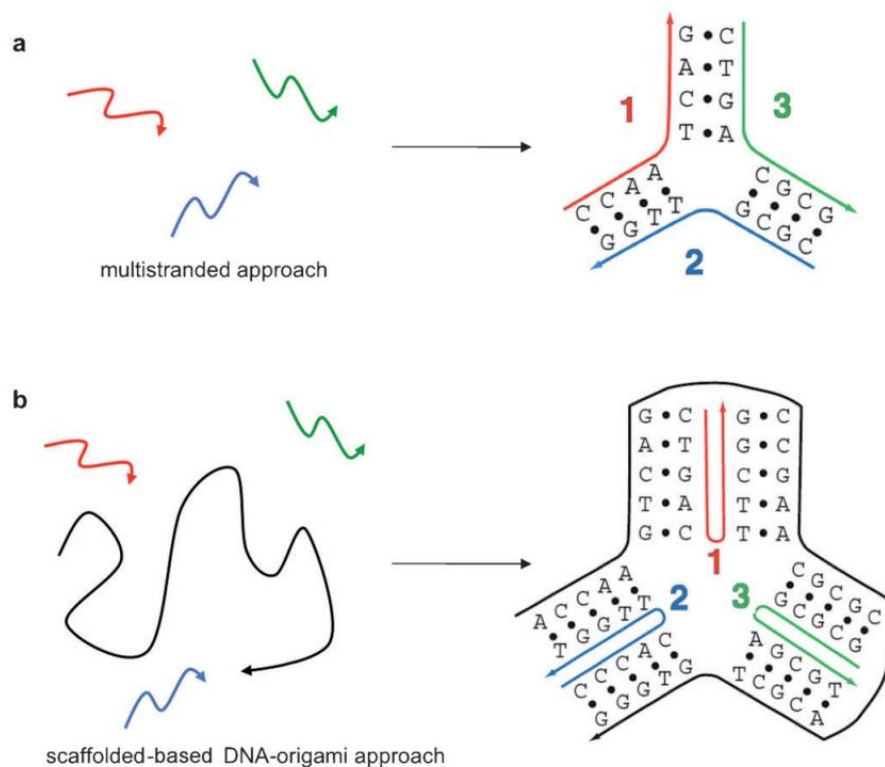 a
G • C
A • T
C • G
T • A
1
3
C C A A
G G T T
C G C G
G C G C
2
multistranded approach
b
G • C G • C
A • T G • C
C • G C • G
T • A T • A
G • C T • A
1
A C C A A
T G G T T
2
C C C A C
G G G T G
C G C G C
G C G C G
3
A G C G T
T C G C A
scaffolded-based DNA-origami approach